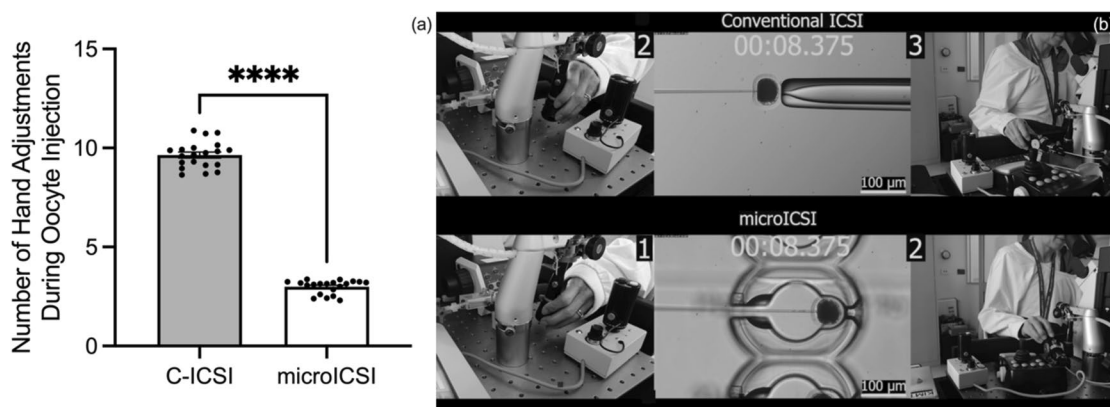 (a)
15
10
5
0
Number of Hand Adjustments
During Oocyte Injection
****
C-ICSI
microICSI
Conventional ICSI
(b)
2
00:08.375
3
100 µm
microICSI
1
00:08.375
2
100 µm